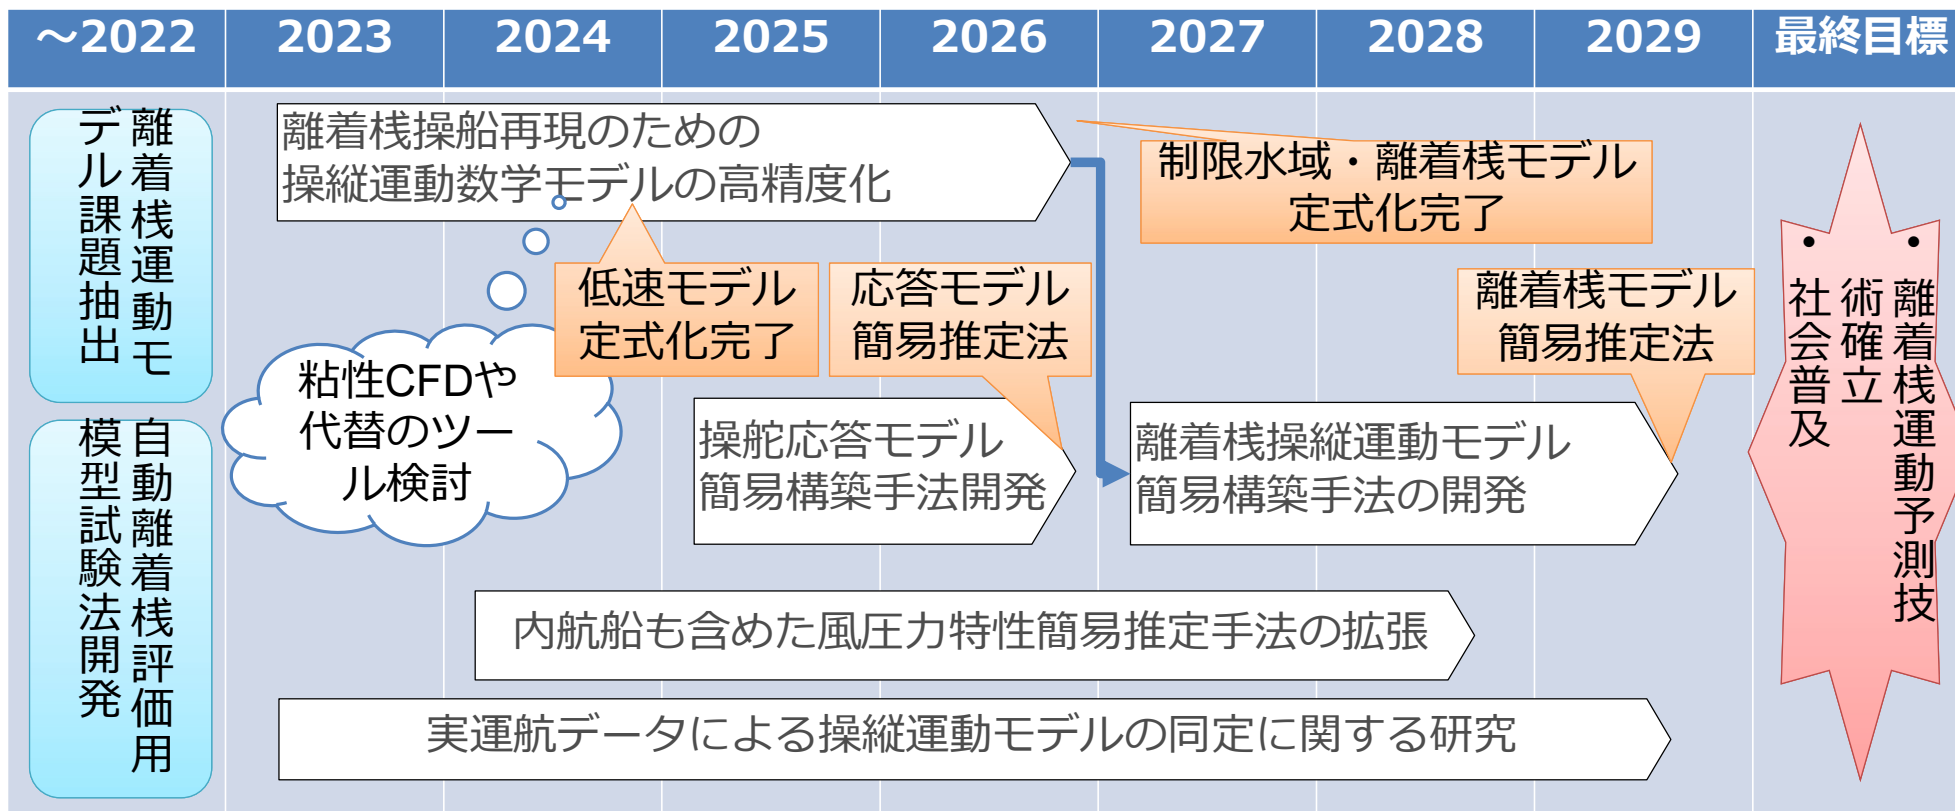 ～2022
2023
2024
2025
2026
2027
2028
2029
最終目標
離着桟運動モ
デル課題抽出
自動離着桟評価用
模型試験法開発
離着桟操船再現のための
操縦運動数学モデルの高精度化
制限水域・離着桟モデル
定式化完了
低速モデル
定式化完了
応答モデル
簡易推定法
離着桟モデル
簡易推定法
粘性CFDや
代替のツー
ル検討
操舵応答モデル
簡易構築手法開発
離着桟操縦運動モデル
簡易構築手法の開発
内航船も含めた風圧力特性簡易推定手法の拡張
実運航データによる操縦運動モデルの同定に関する研究
• 離着桟運動予測技
術確立
• 社会普及